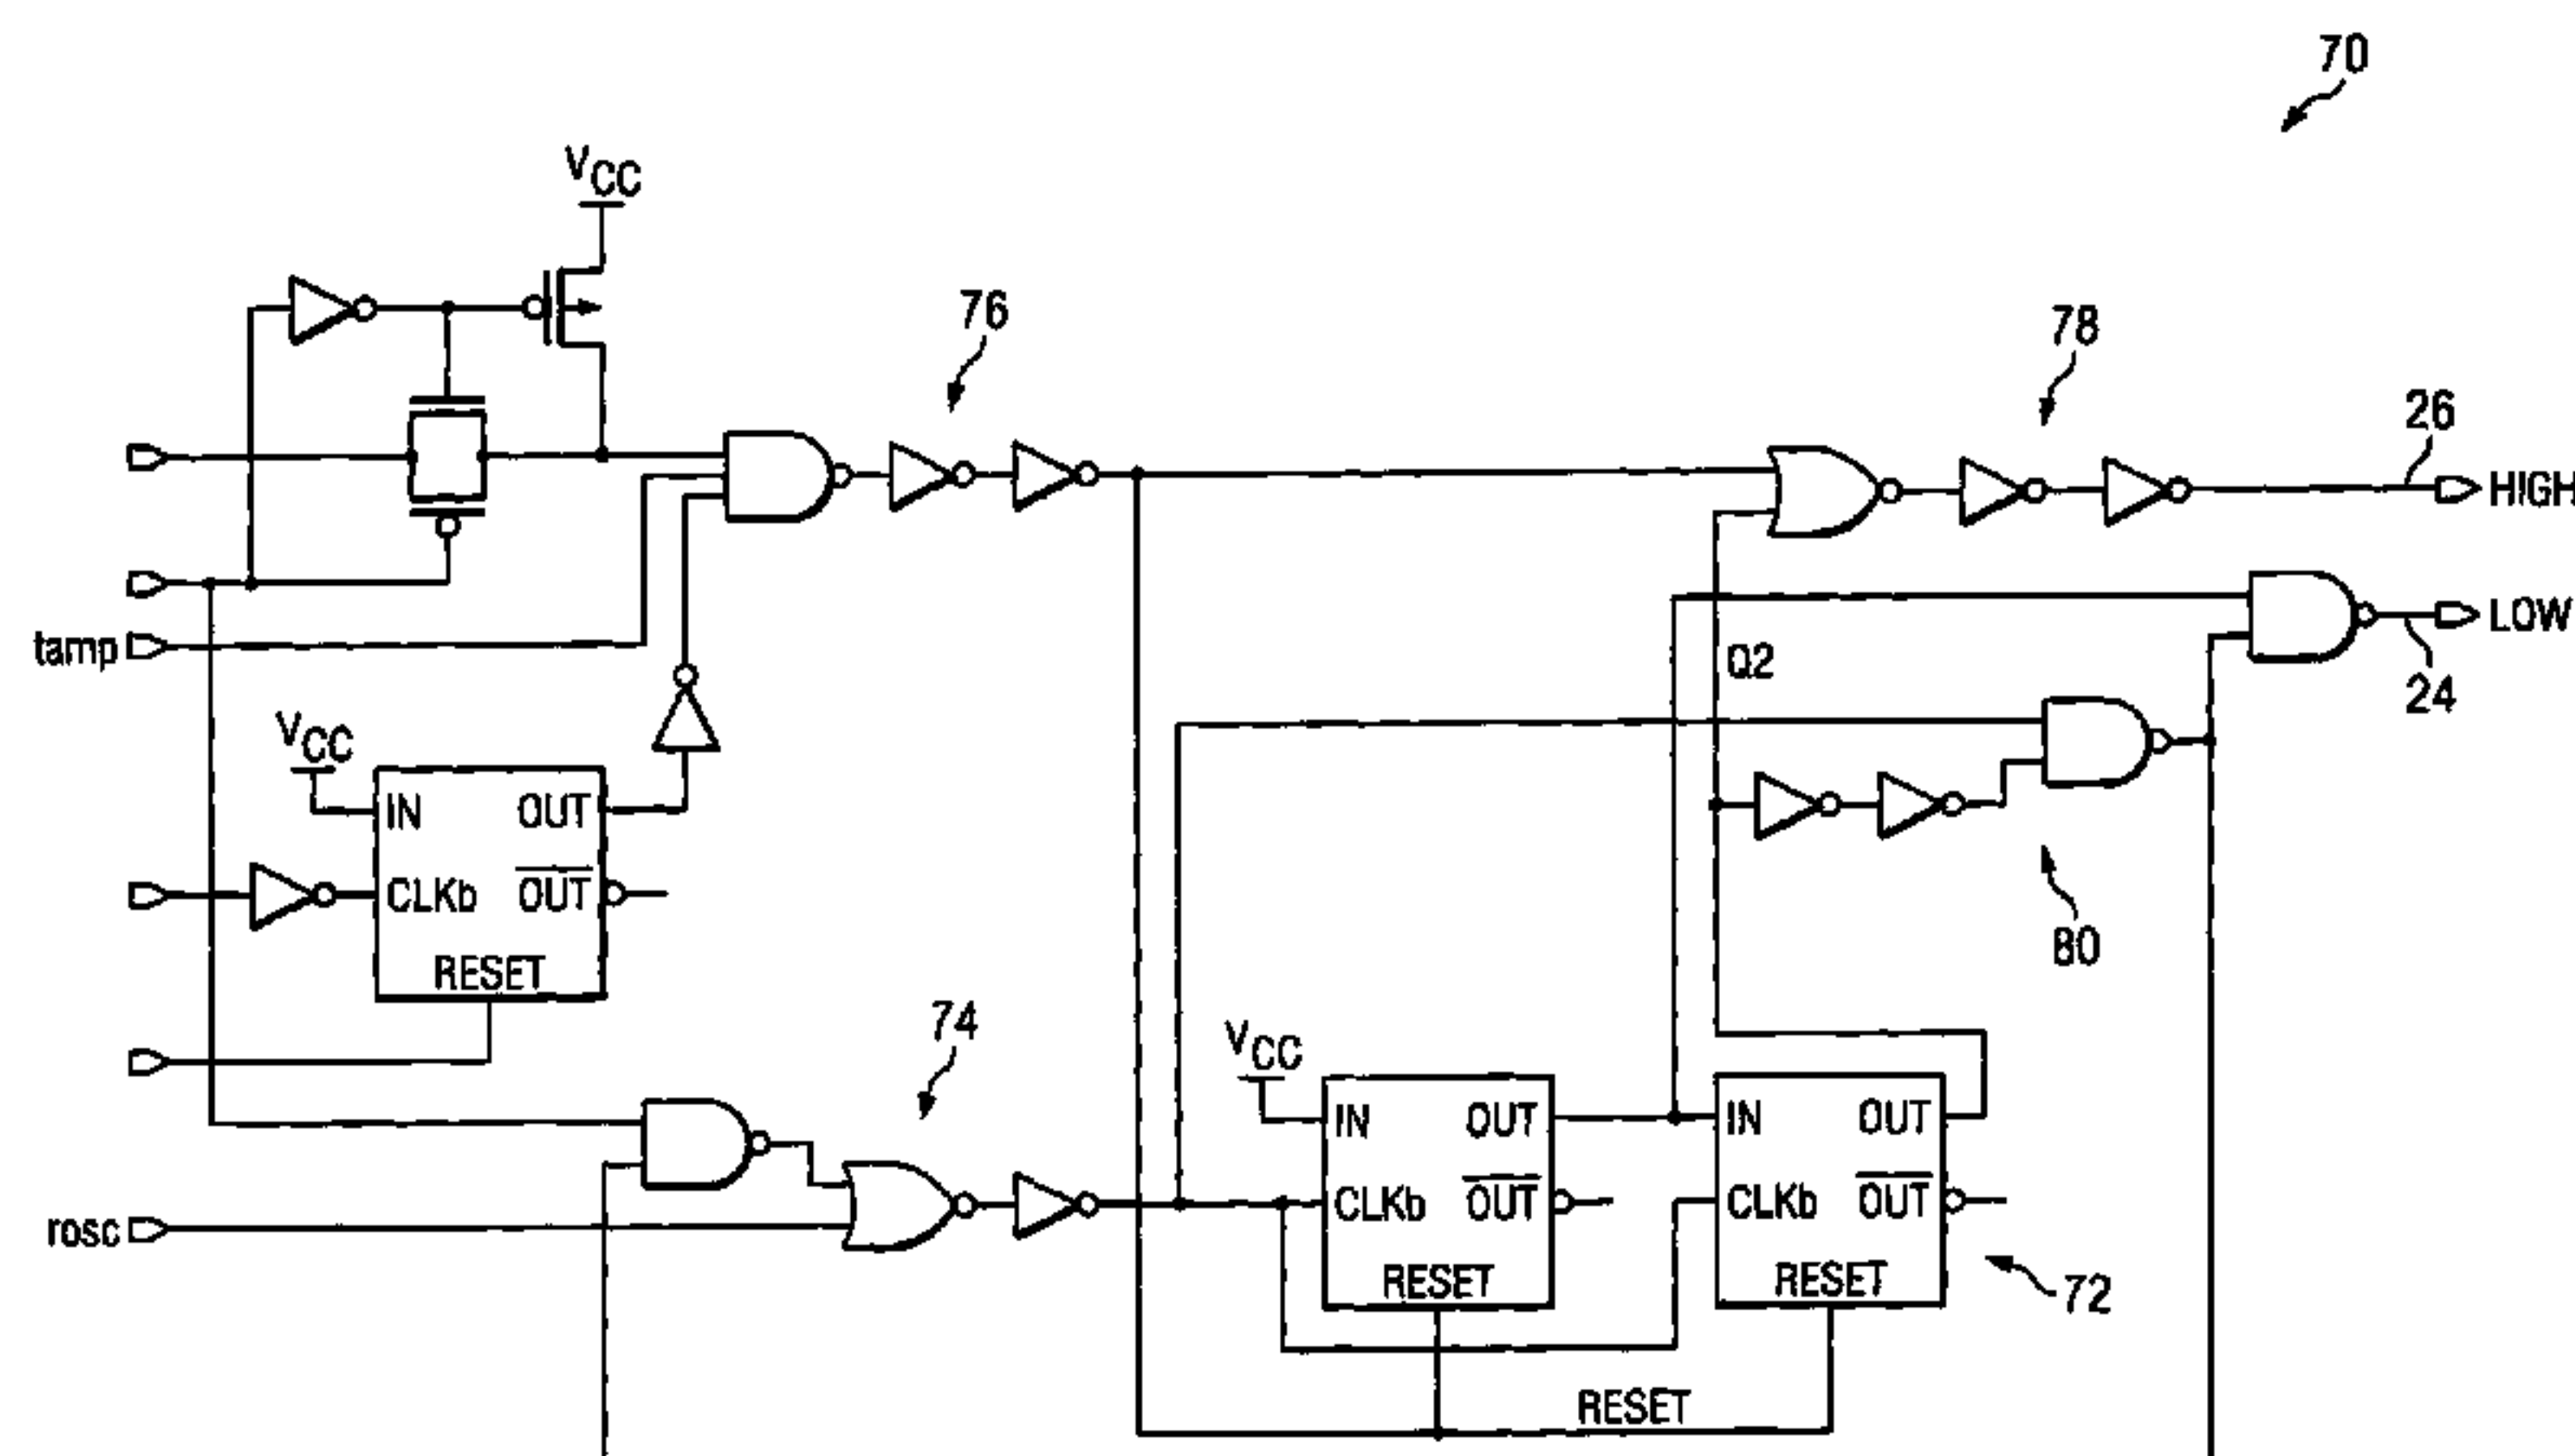 70
VCC
76
78
26
HIGH
LOW
24
tamp
Q2
VCC
IN OUT
CLKb OUT
RESET
80
74
VCC
IN OUT
CLKb OUT
RESET
IN OUT
CLKb OUT
RESET
72
rosc
RESET